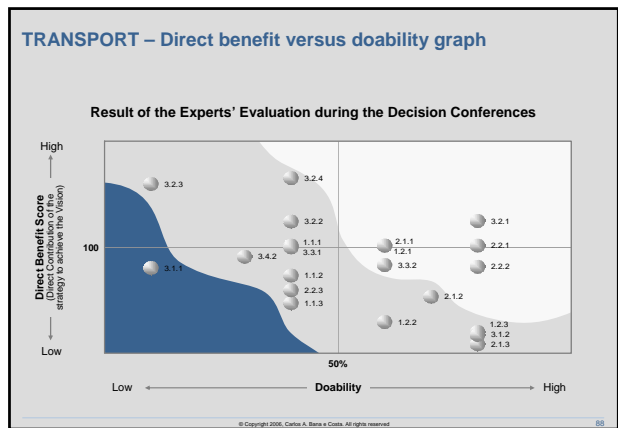 TRANSPORT – Direct benefit versus doability graph
Result of the Experts' Evaluation during the Decision Conferences
High
Direct Benefit Score
(Direct Contribution of the
strategy to achieve the Vision)
100
Low
3.2.3
3.2.4
3.2.2
3.2.1
1.1.1
3.3.1
2.1.1
1.2.1
2.2.1
3.4.2
3.1.1
3.3.2
2.2.2
1.1.2
2.2.3
1.1.3
2.1.2
1.2.2
1.2.3
3.1.2
2.1.3
50%
Low
Doability
High
© Copyright 2006, Carlos A. Bana e Costa. All rights reserved
88